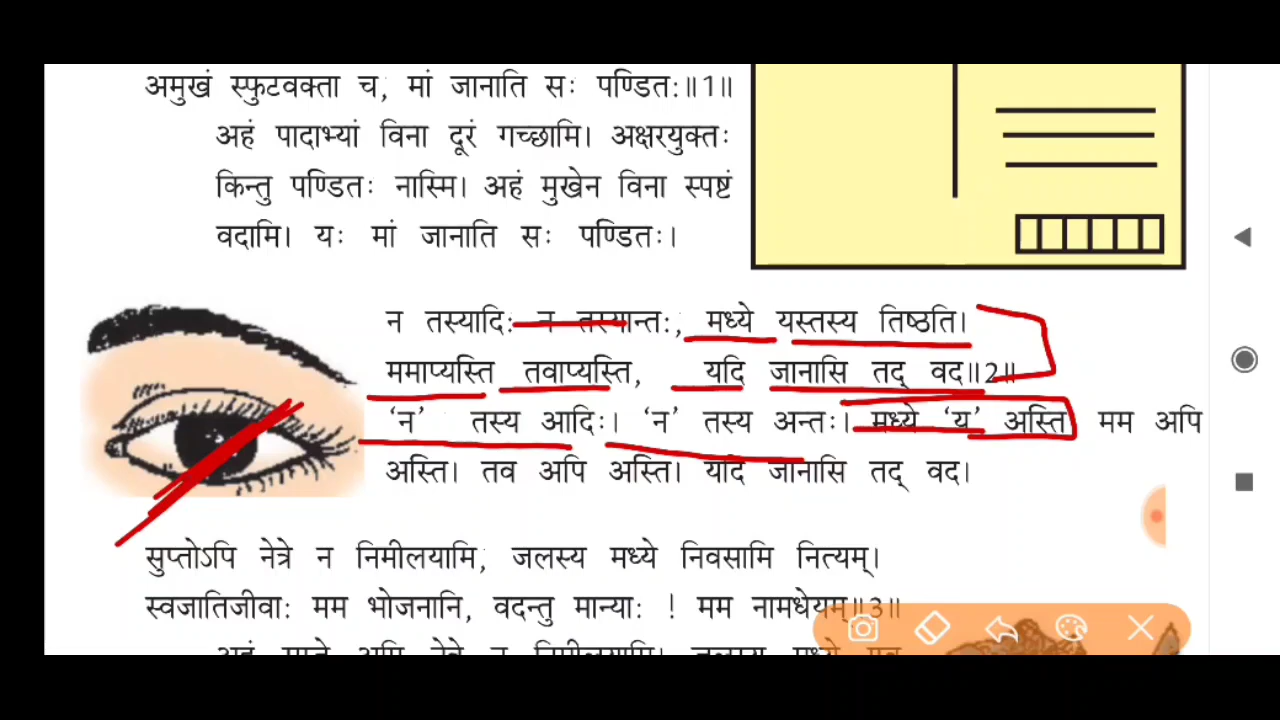 अमुखं स्फुटवक्ता च, मां जानाति सः पण्डितः॥1॥
अहं पादाभ्यां विना दूरं गच्छामि। अक्षरयुक्तः
किन्तु पण्डितः नास्मि। अहं मुखेन विना स्पष्टं
वदामि। यः मां जानाति सः पण्डितः।
न तस्यादिः न तस्यान्तः, मध्ये यस्तस्य तिष्ठति।
ममाप्यस्ति तवाप्यस्ति, यदि जानासि तद् वद॥2॥
‘न’ तस्य आदिः। ‘न’ तस्य अन्तः। मध्ये ‘य’ अस्ति मम अपि
अस्ति। तव अपि अस्ति। यदि जानासि तद् वद।
सुप्तोऽपि नेत्रे न निमीलयामि, जलस्य मध्ये निवसामि नित्यम्।
स्वजातिजीवाः मम भोजनानि, वदन्तु मान्याः ! मम नामधेयम्॥3॥